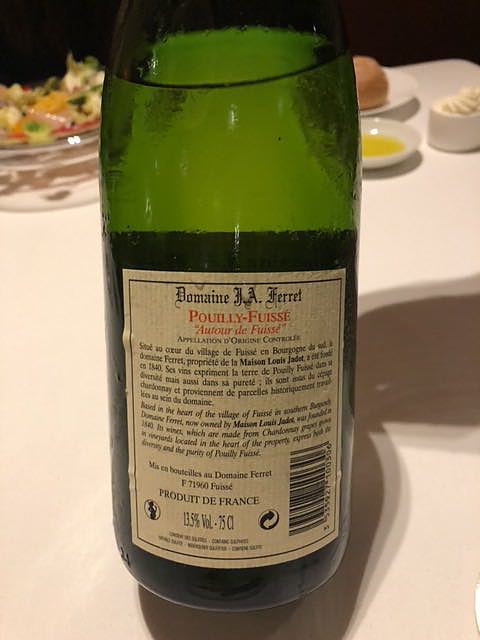 Domaine J.A. Ferret
POUILLY-FUISSÉ
"Autour de Fuissé"
APPELLATION D'ORIGINE CONTROLÉE
Situé au cœur du village de Fuissé en Bourgogne du sud, le
domaine Ferret, propriété de la Maison Louis Jadot, a été fondé
en 1840. Ses vins expriment la terre de Pouilly Fuissé dans sa
diversité mais aussi dans sa pureté ; ils sont issus du cépage
chardonnay et proviennent de parcelles historiquement travail-
lées au sein du domaine.
Based in the heart of the village of Fuissé in southern Burgundy,
Domaine Ferret, now owned by Maison Louis Jadot, was founded in
1840. Its wines, which are made from Chardonnay grapes grown
in vineyards located in the heart of the property, express both the
diversity and the purity of Pouilly Fuissé.
Mis en bouteilles au Domaine Ferret
F 71960 Fuissé
PRODUIT DE FRANCE
13.5% Vol. - 75 Cl
CONTIENT DES SULFITES - CONTAINS SULPHITES